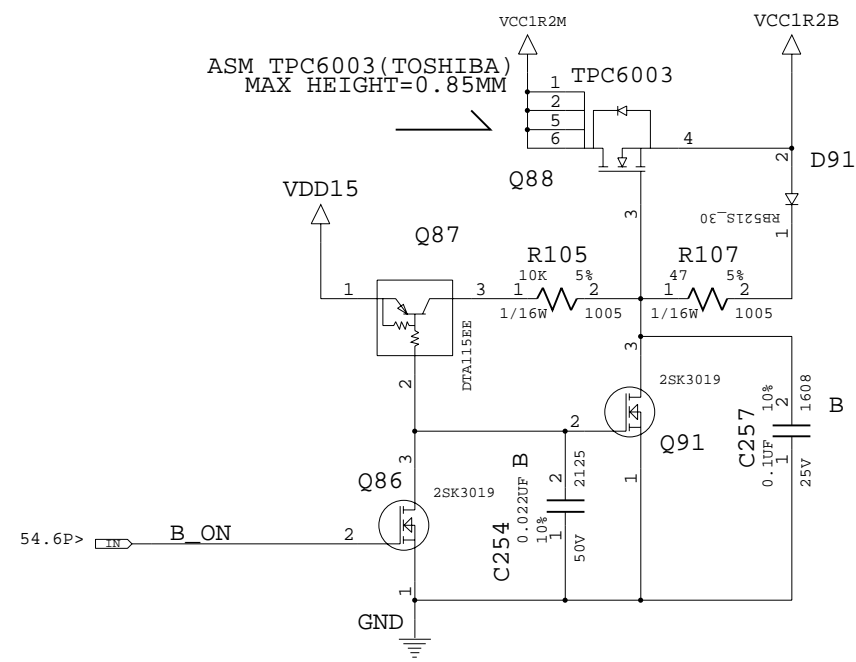 VCC1R2M
VCC1R2B
ASM TPC6003(TOSHIBA)
MAX HEIGHT=0.85MM
TPC6003
1
2
5
6
4
Q88
3
2
D91
RB521S_30
1
VDD15
Q87
1
3
2
DTA115EE
R105
10K 5%
1 2
1/16W 1005
R107
47 5%
1 2
1/16W 1005
3
2SK3019
2
Q91
1
C257
0.1UF 10%
1 2
25V 1608
B
Q86
3
2SK3019
C254
0.022UF B
10%
1 2
50V 2125
54.6P> IN B_ON 2
1
GND